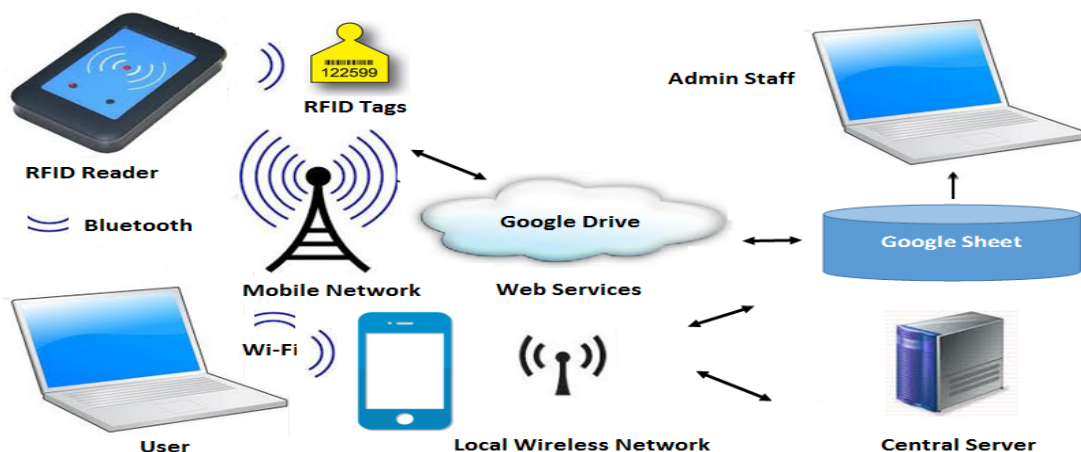 122599
RFID Tags
Admin Staff
RFID Reader
Bluetooth
Google Drive
Google Sheet
Mobile Network
Web Services
Wi-Fi
User
Local Wireless Network
Central Server